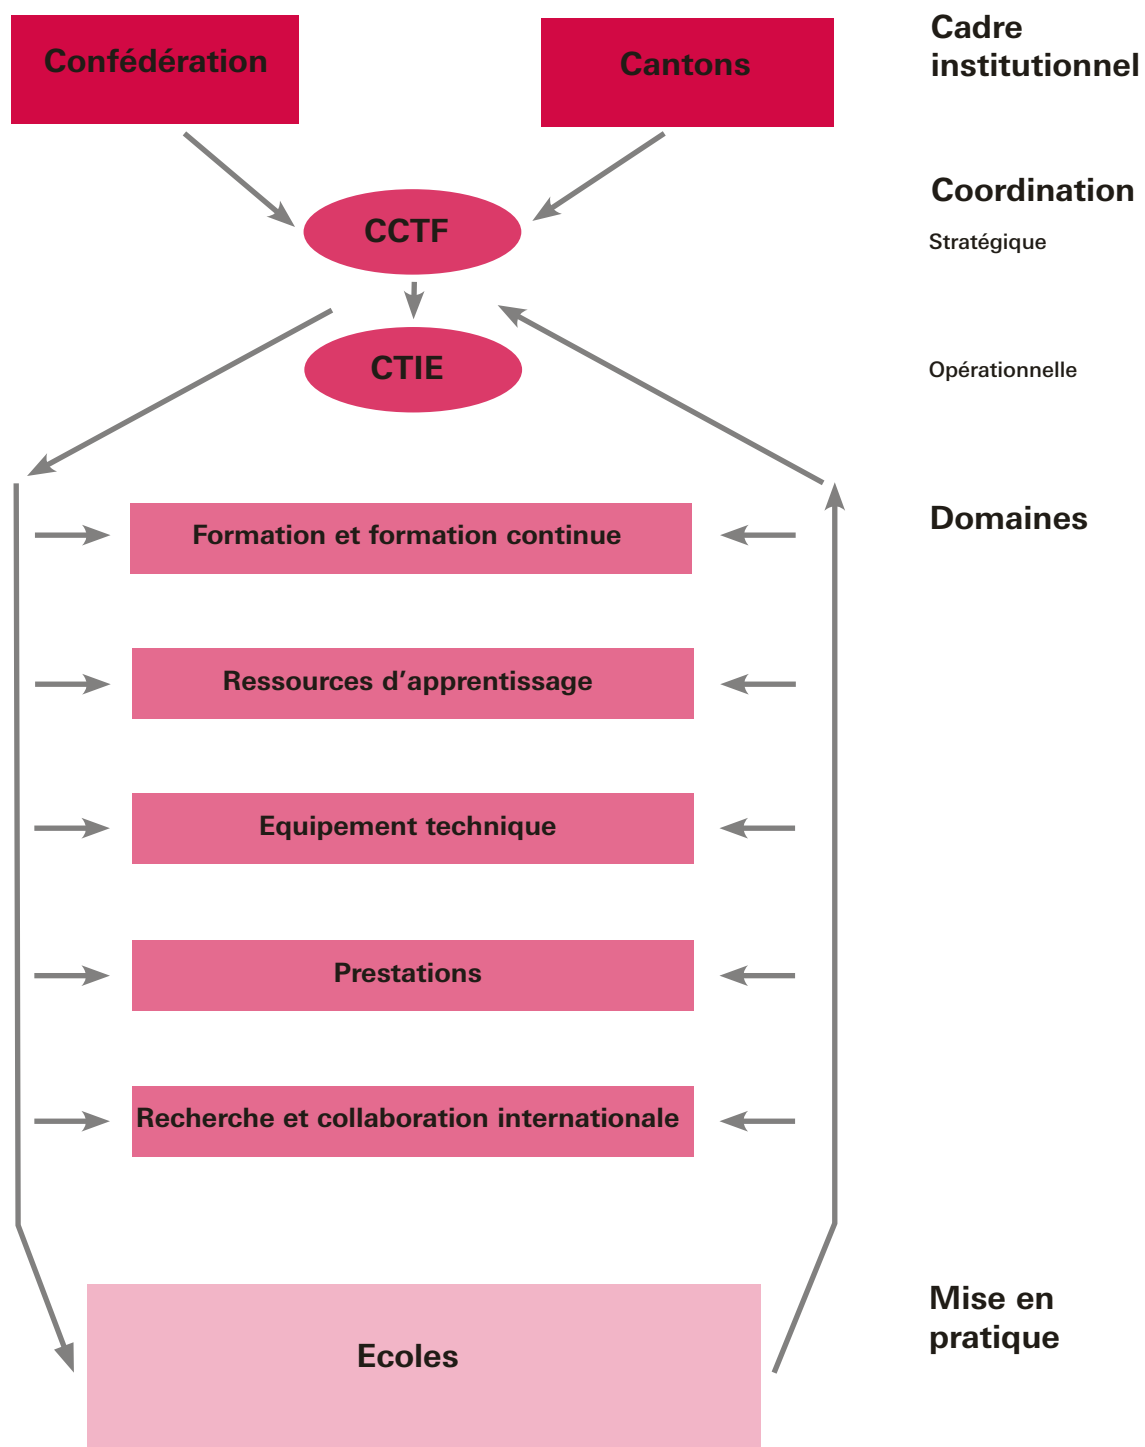 Confédération
Cantons
Cadre
institutionnel
Coordination
CCTF
Stratégique
CTIE
Opérationnelle
Domaines
Formation et formation continue
Ressources d’apprentissage
Equipement technique
Prestations
Recherche et collaboration internationale
Mise en
pratique
Ecoles